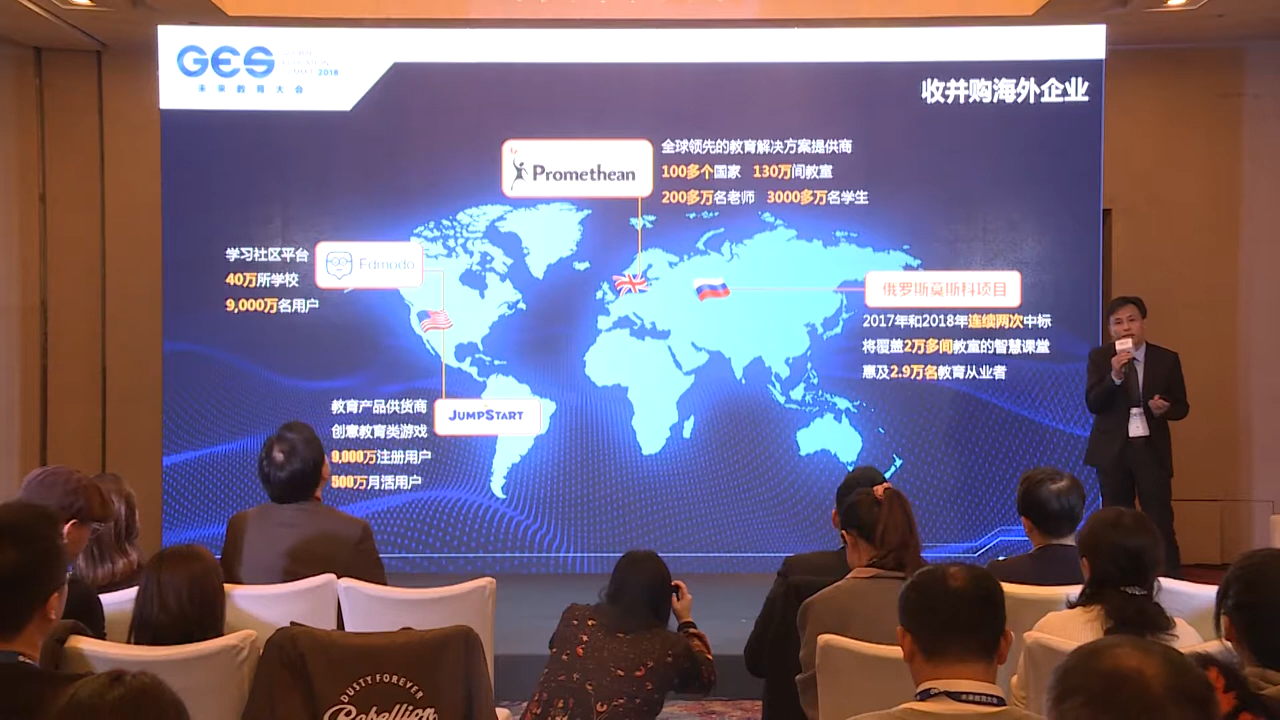 GES
2018
未来教育大会
收并购海外企业
Promethean
全球领先的教育解决方案提供商
100多个国家 130万间教室
200多万名老师 3000多万名学生
学习社区平台
40万所学校
9,000万名用户
Edmodo
俄罗斯莫斯科项目
2017年和2018年连续两次中标
将覆盖2万多间教室的智慧课堂
惠及2.9万名教育从业者
教育产品供货商
创意教育类游戏
9,000万注册用户
500万月活用户
JUMPSTART
DUSTY FOREVER
Rebellion
未来教育大会